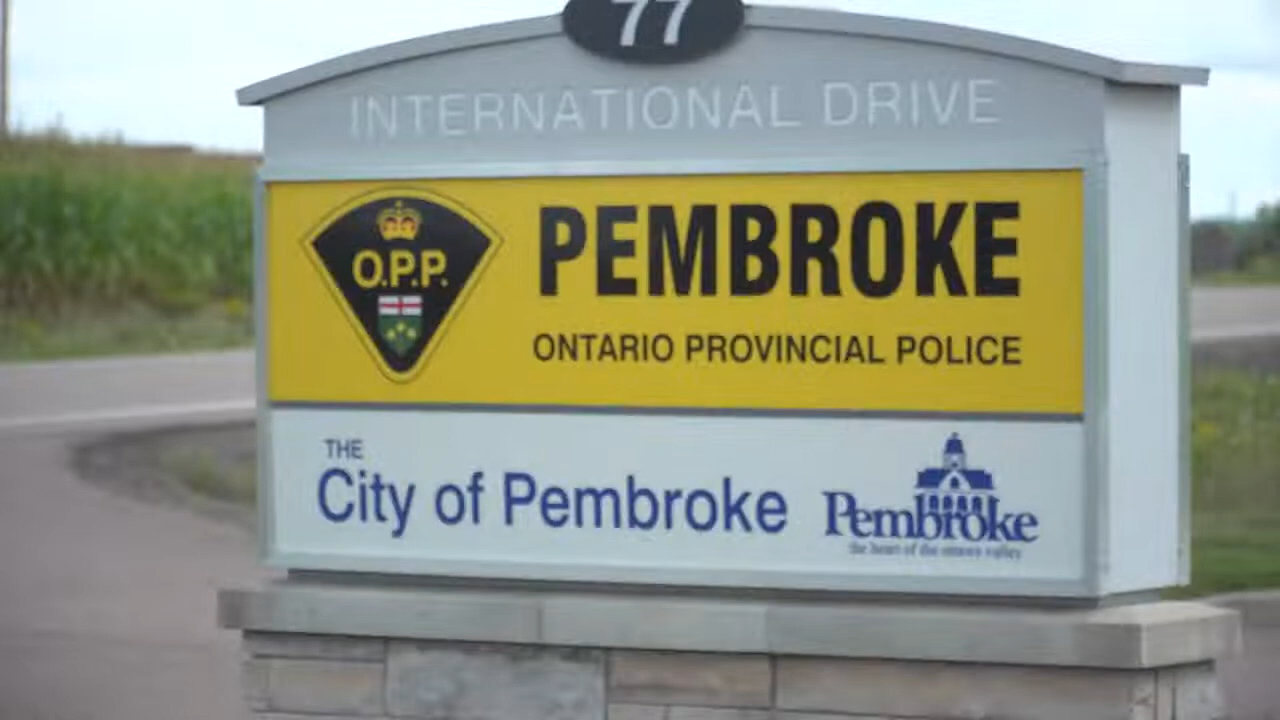 77
INTERNATIONAL DRIVE
O.P.P.
PEMBROKE
ONTARIO PROVINCIAL POLICE
THE
City of Pembroke
Pembroke
the heart of the ottawa valley